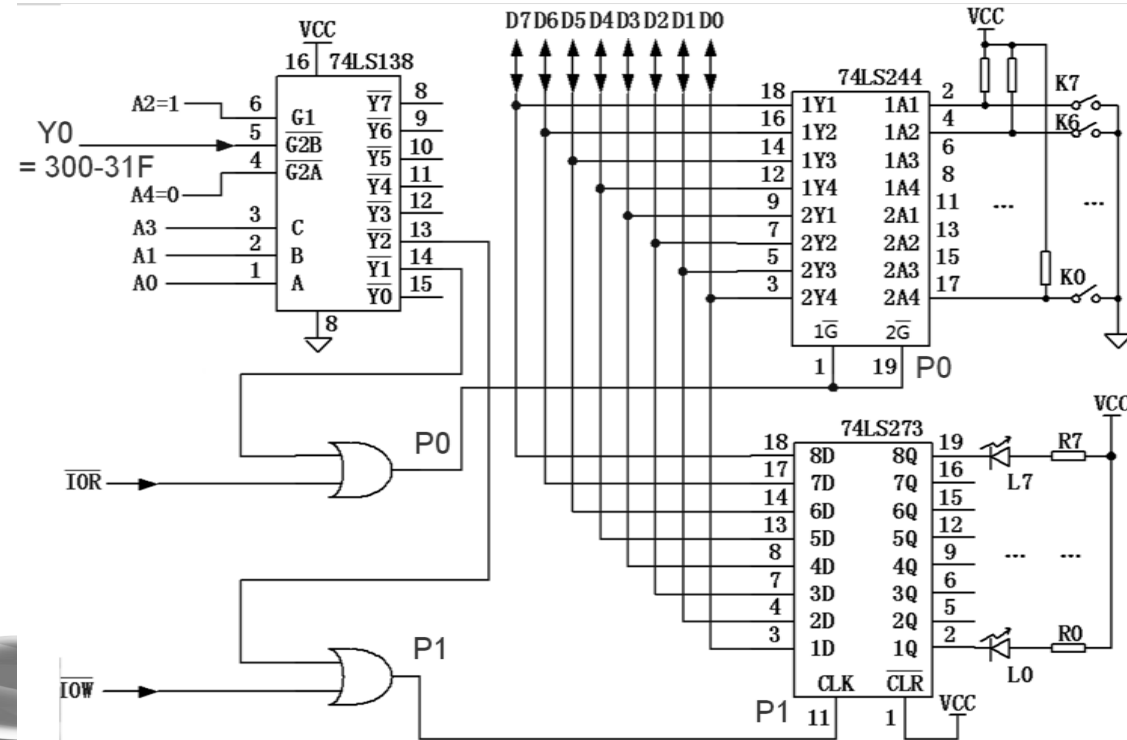 D7 D6 D5 D4 D3 D2 D1 D0
VCC
16 74LS138
A2=1
6
G1
Y0
= 300-31F
5
G2B
A4=0
4
G2A
A3
3
C
A1
2
B
A0
1
A
Y7 8
Y6 9
Y5 10
Y4 11
Y3 12
Y2 13
Y1 14
Y0 15
8
VCC
74LS244
18 1Y1 1A1 2
16 1Y2 1A2 4
14 1Y3 1A3 6
12 1Y4 1A4 8
9 2Y1 2A1 11
7 2Y2 2A2 13
5 2Y3 2A3 15
3 2Y4 2A4 17
1G 2G
1 19 P0
K7
K6
... ...
K0
P0
IOR
P1
IOW
74LS273
18 8D 8Q 19
17 7D 7Q 16
14 6D 6Q 15
13 5D 5Q 12
8 4D 4Q 9
7 3D 3Q 6
4 2D 2Q 5
3 1D 1Q 2
CLK CLR
P1 11 1
VCC
VCC
R7
L7
... ...
R0
L0